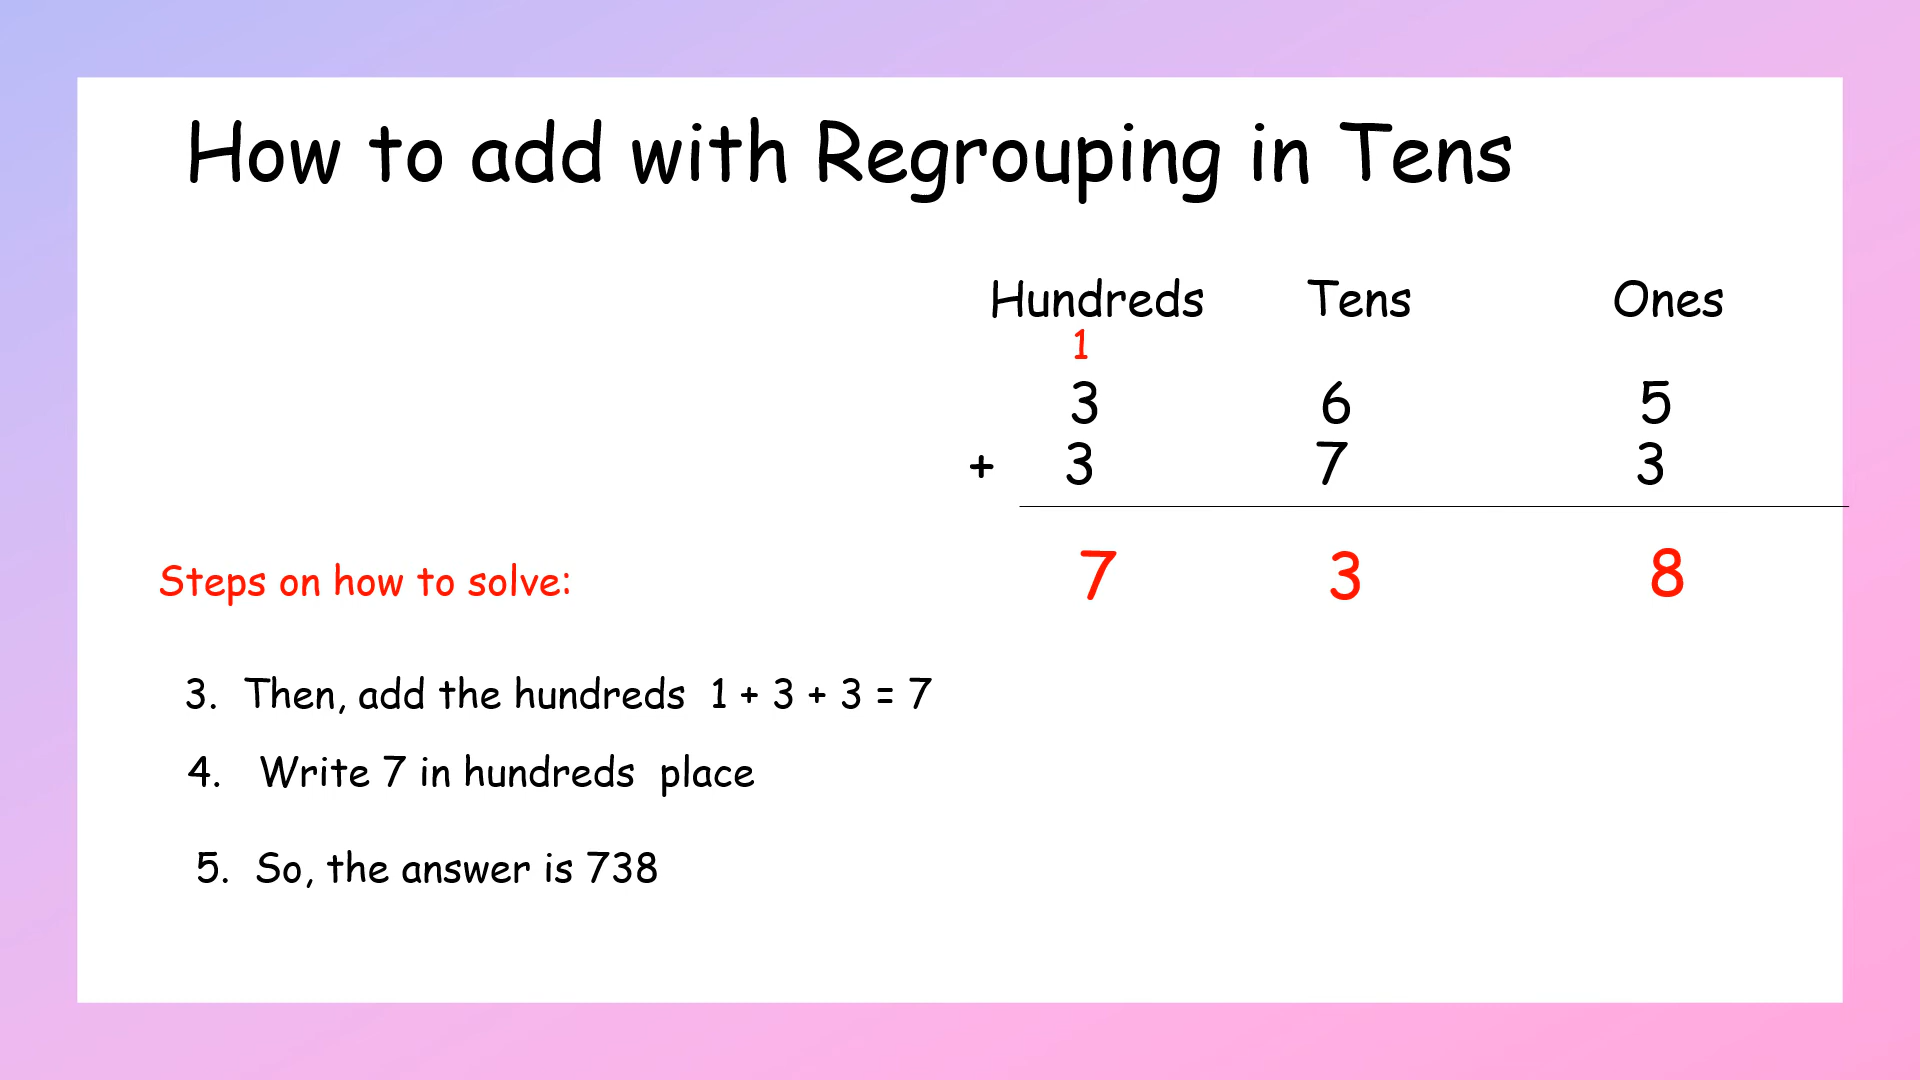 How to add with Regrouping in Tens
Hundreds Tens Ones
1
3 6 5
+ 3 7 3
7 3 8
Steps on how to solve:
3. Then, add the hundreds 1 + 3 + 3 = 7
4. Write 7 in hundreds place
5. So, the answer is 738